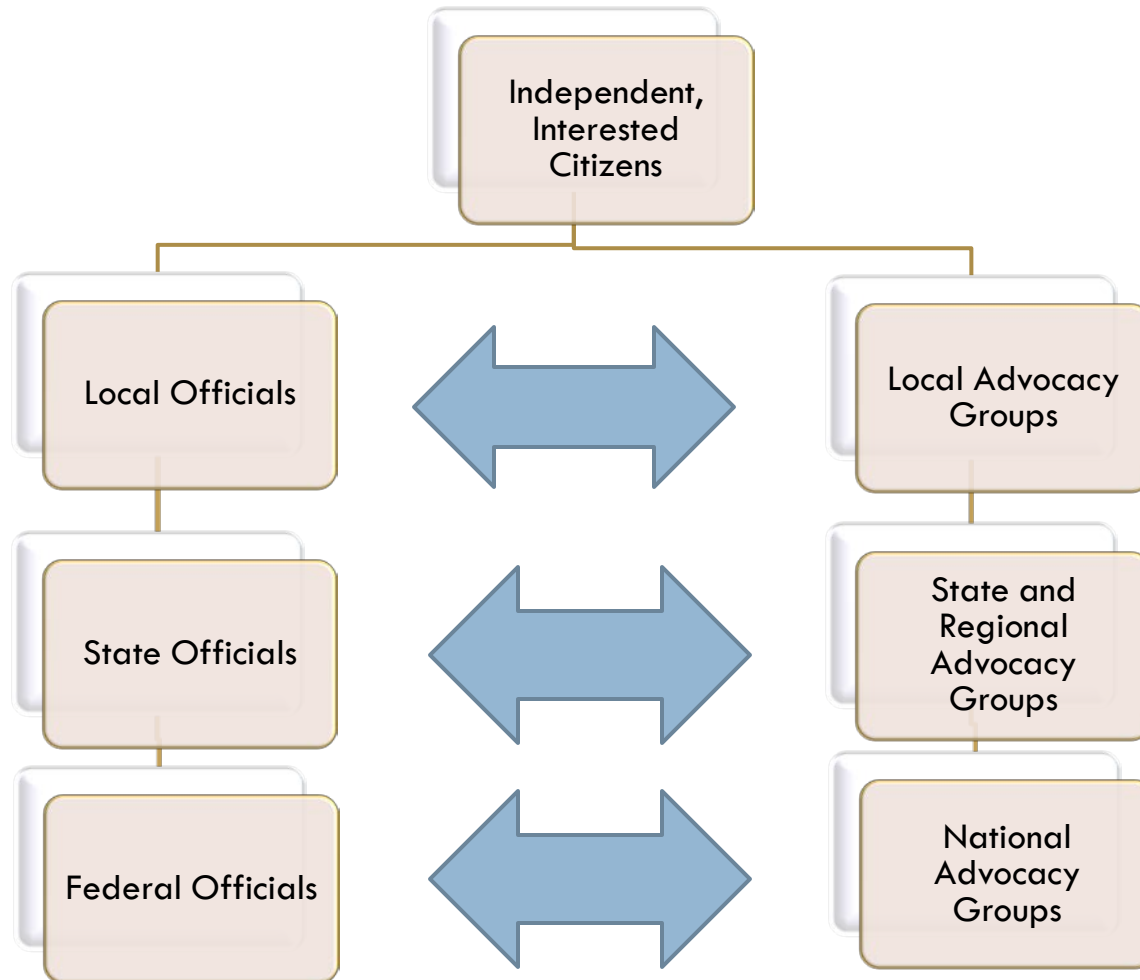 Independent,
Interested
Citizens
Local Officials
Local Advocacy
Groups
State Officials
State and
Regional
Advocacy
Groups
Federal Officials
National
Advocacy
Groups